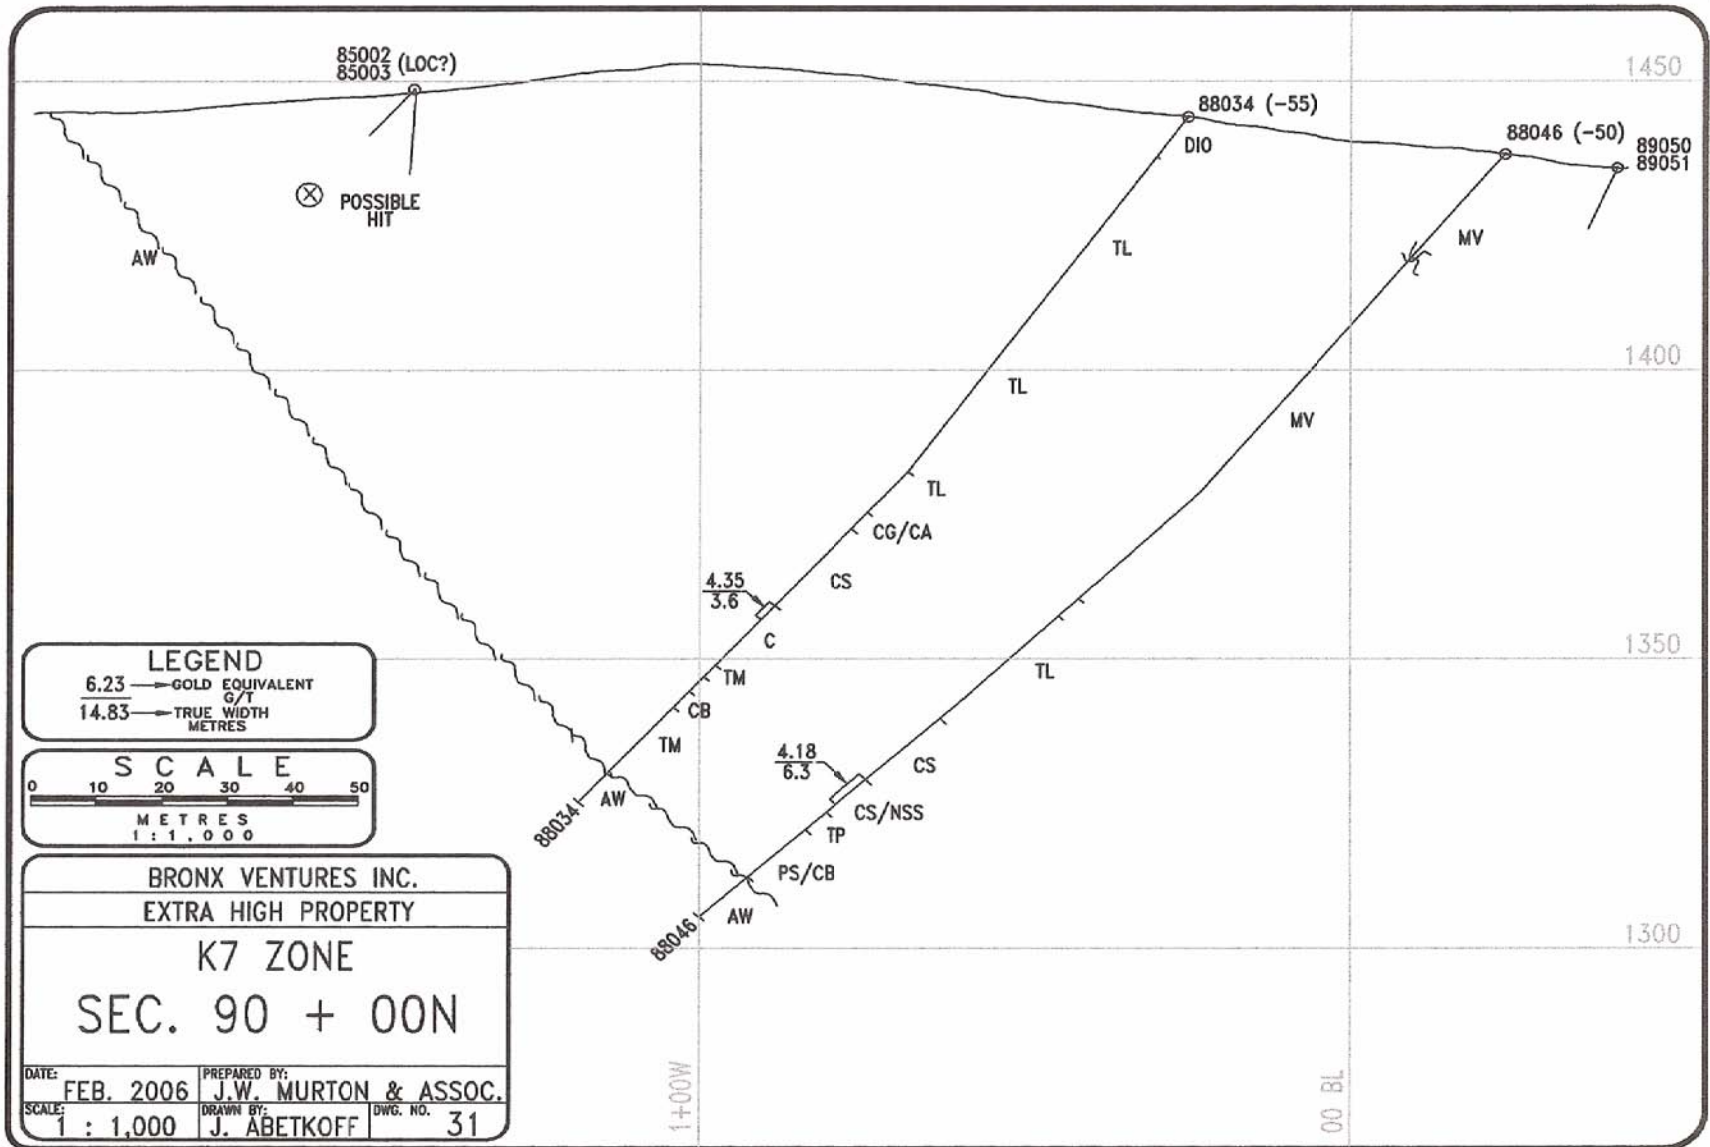 85002
85003 (LOC?)
1450
88034 (-55)
88046 (-50)
89050
89051
DIO
POSSIBLE
HIT
AW
TL
MV
1400
TL
MV
TL
CG/CA
CS
4.35
3.6
C
1350
TM
TL
CB
TM
4.18
6.3
CS
AW
CS/NSS
88034
TP
PS/CB
AW
88046
1300
1+00W
00 BL
LEGEND
6.23 GOLD EQUIVALENT
G/T
14.83 TRUE WIDTH
METRES
SCALE
0 10 20 30 40 50
METRES
1:1,000
BRONX VENTURES INC.
EXTRA HIGH PROPERTY
K7 ZONE
SEC. 90 + 00N
DATE: FEB. 2006 PREPARED BY: J.W. MURTON & ASSOC.
SCALE: 1 : 1,000 DRAWN BY: J. ABETKOFF DWG. NO. 31